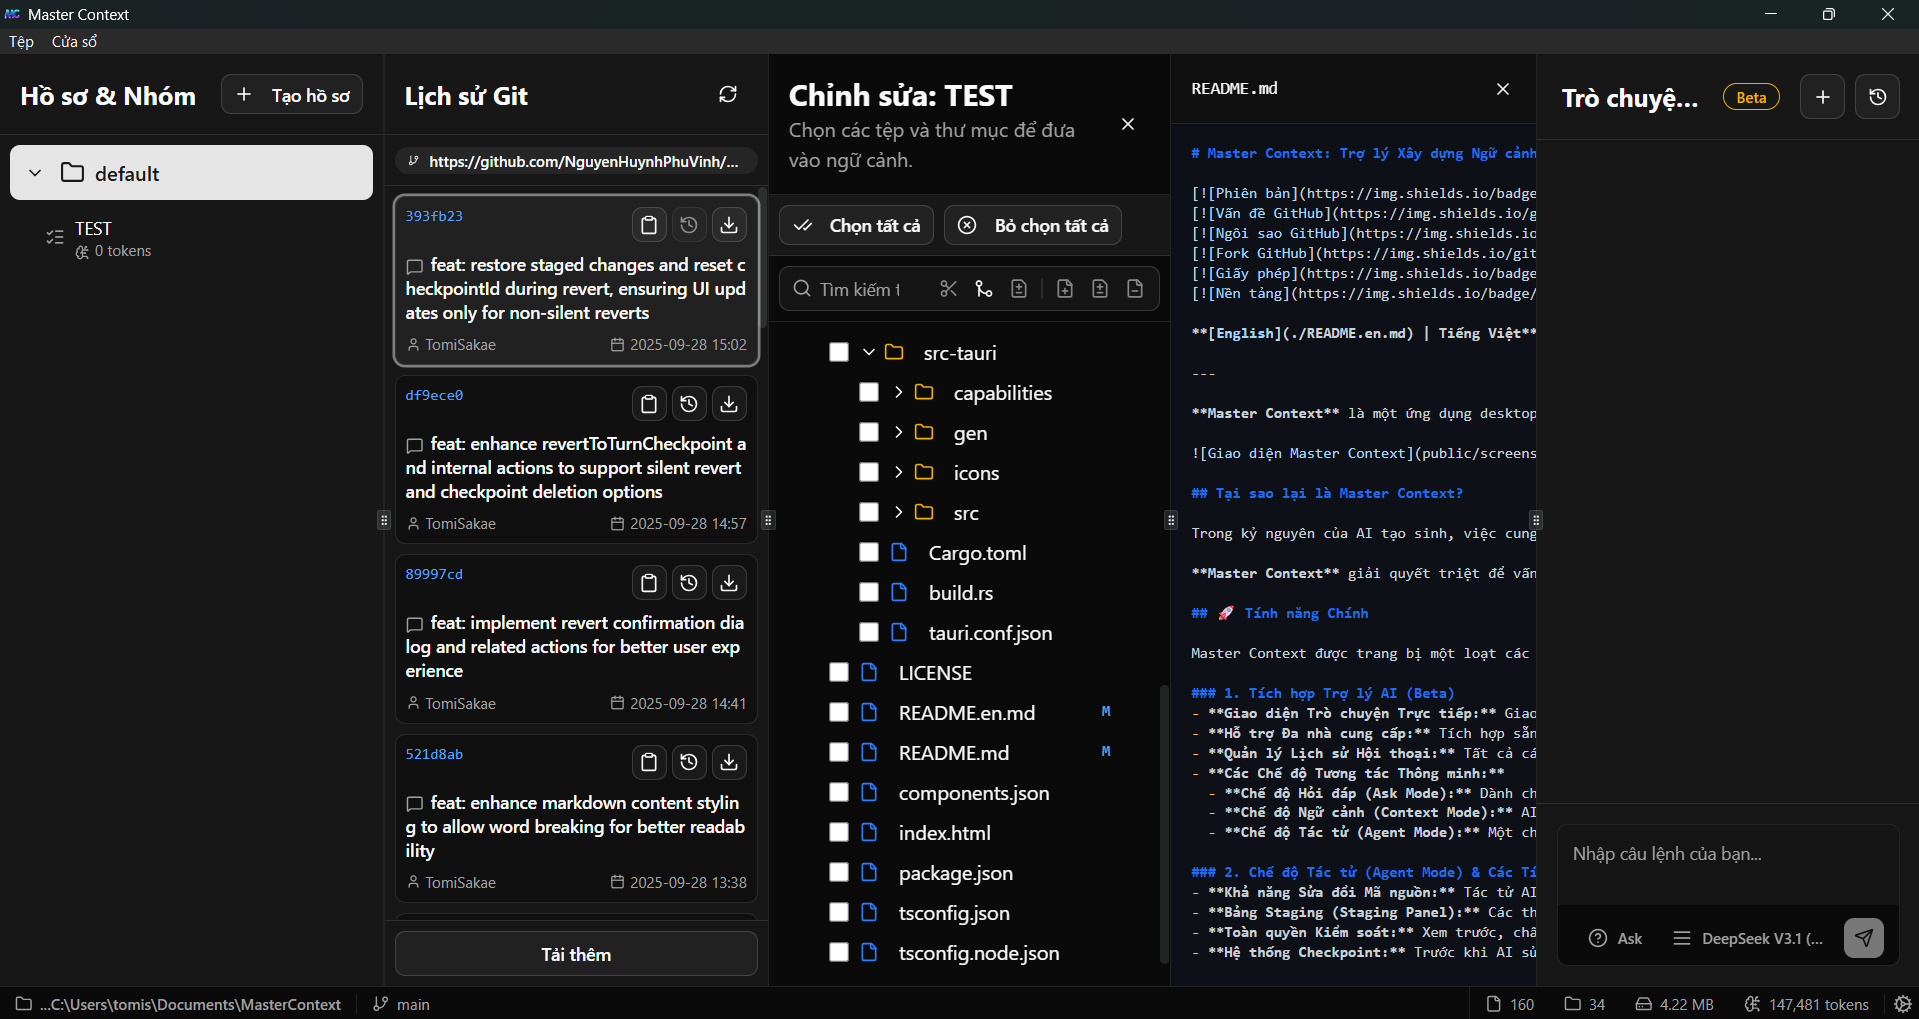 Master Context
Tệp Cửa sổ
Hồ sơ & Nhóm
Tạo hồ sơ
default
TEST
0 tokens
Lịch sử Git
https://github.com/NguyenHuynhPhuVinh/...
393fb23
feat: restore staged changes and reset c
heckpointId during revert, ensuring UI upd
ates only for non-silent reverts
TomiSakae 2025-09-28 15:02
df9ece0
feat: enhance revertToTurnCheckpoint a
nd internal actions to support silent revert
and checkpoint deletion options
TomiSakae 2025-09-28 14:57
89997cd
feat: implement revert confirmation dia
log and related actions for better user exp
erience
TomiSakae 2025-09-28 14:41
521d8ab
feat: enhance markdown content stylin
g to allow word breaking for better readab
ility
TomiSakae 2025-09-28 13:38
Tải thêm
Chỉnh sửa: TEST
Chọn các tệp và thư mục để đưa
vào ngữ cảnh.
Chọn tất cả
Bỏ chọn tất cả
Tìm kiếm t
src-tauri
capabilities
gen
icons
src
Cargo.toml
build.rs
tauri.conf.json
LICENSE
README.en.md M
README.md M
components.json
index.html
package.json
tsconfig.json
tsconfig.node.json
README.md
# Master Context: Trợ lý Xây dựng Ngữ cảnh
[![Phiên bản](https://img.shields.io/badge
[![Vấn đề GitHub](https://img.shields.io/g
[![Ngôi sao GitHub](https://img.shields.io
[![Fork GitHub](https://img.shields.io/git
[![Giấy phép](https://img.shields.io/badge
[![Nền tảng](https://img.shields.io/badge/
**[English](./README.en.md) | Tiếng Việt**
---
**Master Context** là một ứng dụng desktop
![Giao diện Master Context](public/screens
## Tại sao lại là Master Context?
Trong kỷ nguyên của AI tạo sinh, việc cung
**Master Context** giải quyết triệt để vấn
## 🚀 Tính năng Chính
Master Context được trang bị một loạt các
### 1. Tích hợp Trợ lý AI (Beta)
- **Giao diện Trò chuyện Trực tiếp:** Giao
- **Hỗ trợ Đa nhà cung cấp:** Tích hợp sẵn
- **Quản lý Lịch sử Hội thoại:** Tất cả cá
- **Các Chế độ Tương tác Thông minh:**
- **Chế độ Hỏi đáp (Ask Mode):** Dành ch
- **Chế độ Ngữ cảnh (Context Mode):** AI
- **Chế độ Tác tử (Agent Mode):** Một ch
### 2. Chế độ Tác tử (Agent Mode) & Các Tí
- **Khả năng Sửa đổi Mã nguồn:** Tác tử AI
- **Bảng Staging (Staging Panel):** Các th
- **Toàn quyền Kiểm soát:** Xem trước, chấ
- **Hệ thống Checkpoint:** Trước khi AI sử
Trò chuyệ...
Beta
Nhập câu lệnh của bạn...
Ask
DeepSeek V3.1 (...
...C:\Users\tomis\Documents\MasterContext
main
160
34
4.22 MB
147,481 tokens